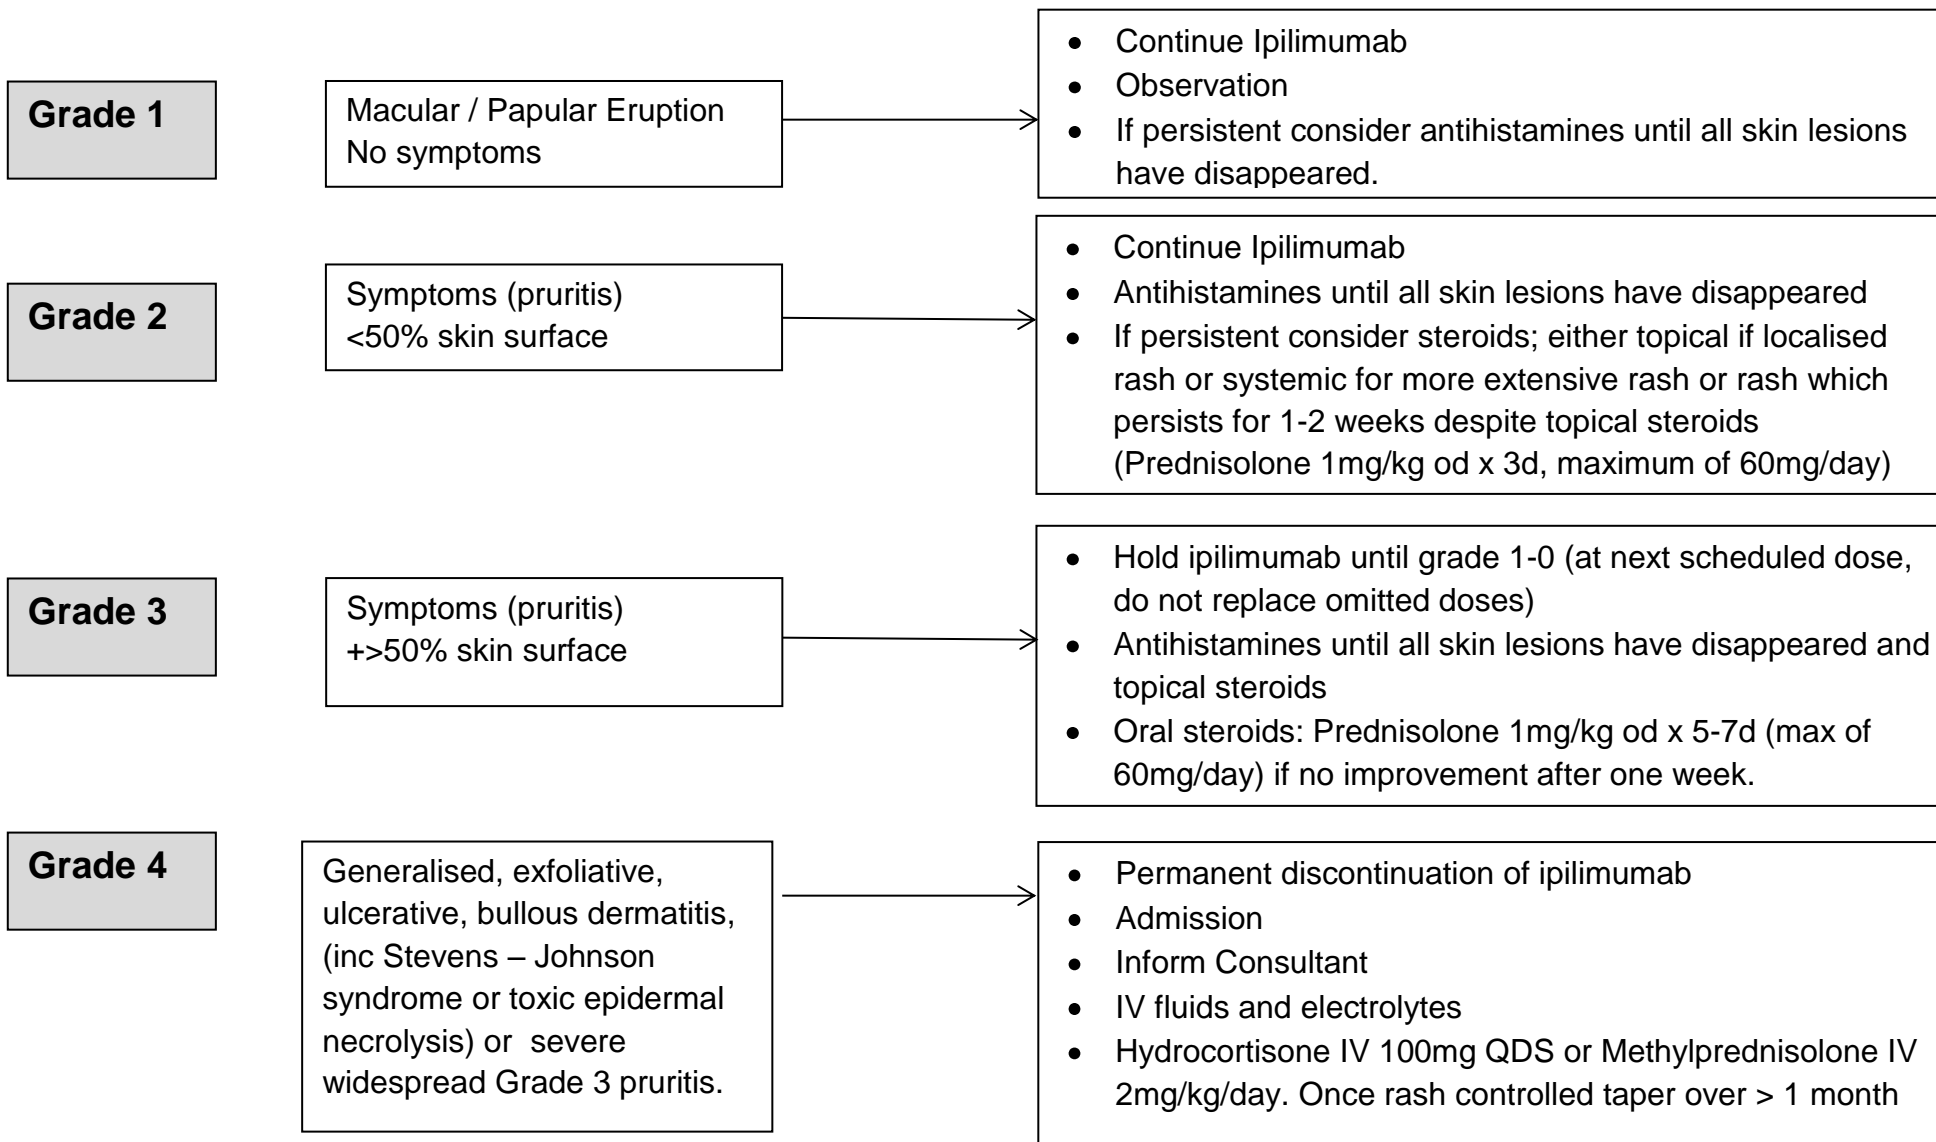 Grade 1
Macular / Papular Eruption
No symptoms
• Continue Ipilimumab
• Observation
• If persistent consider antihistamines until all skin lesions
have disappeared.
Grade 2
Symptoms (pruritis)
<50% skin surface
• Continue Ipilimumab
• Antihistamines until all skin lesions have disappeared
• If persistent consider steroids; either topical if localised
rash or systemic for more extensive rash or rash which
persists for 1-2 weeks despite topical steroids
(Prednisolone 1mg/kg od x 3d, maximum of 60mg/day)
Grade 3
Symptoms (pruritis)
+>50% skin surface
• Hold ipilimumab until grade 1-0 (at next scheduled dose,
do not replace omitted doses)
• Antihistamines until all skin lesions have disappeared and
topical steroids
• Oral steroids: Prednisolone 1mg/kg od x 5-7d (max of
60mg/day) if no improvement after one week.
Grade 4
Generalised, exfoliative,
ulcerative, bullous dermatitis,
(inc Stevens – Johnson
syndrome or toxic epidermal
necrolysis) or  severe
widespread Grade 3 pruritis.
• Permanent discontinuation of ipilimumab
• Admission
• Inform Consultant
• IV fluids and electrolytes
• Hydrocortisone IV 100mg QDS or Methylprednisolone IV
2mg/kg/day. Once rash controlled taper over > 1 month